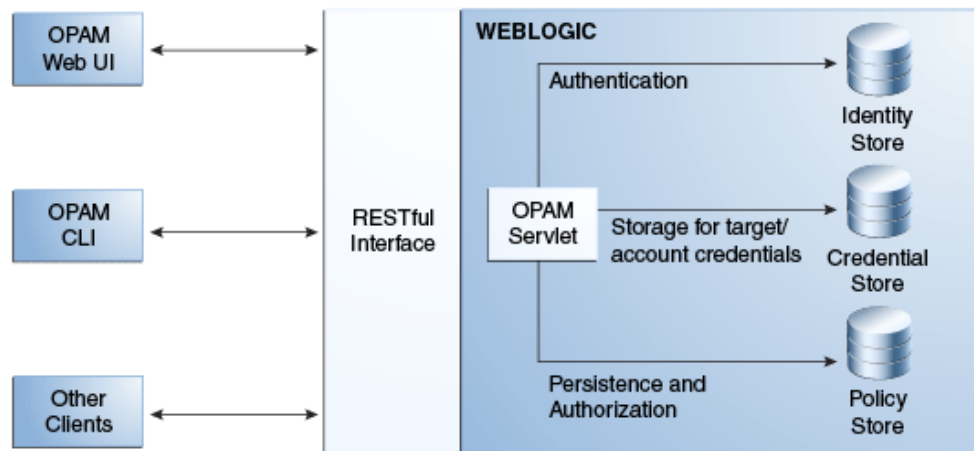 OPAM
Web UI
OPAM
CLI
Other
Clients
RESTful
Interface
WEBLOGIC
Authentication
Identity
Store
OPAM
Servlet
Storage for target/
account credentials
Credential
Store
Persistence and
Authorization
Policy
Store